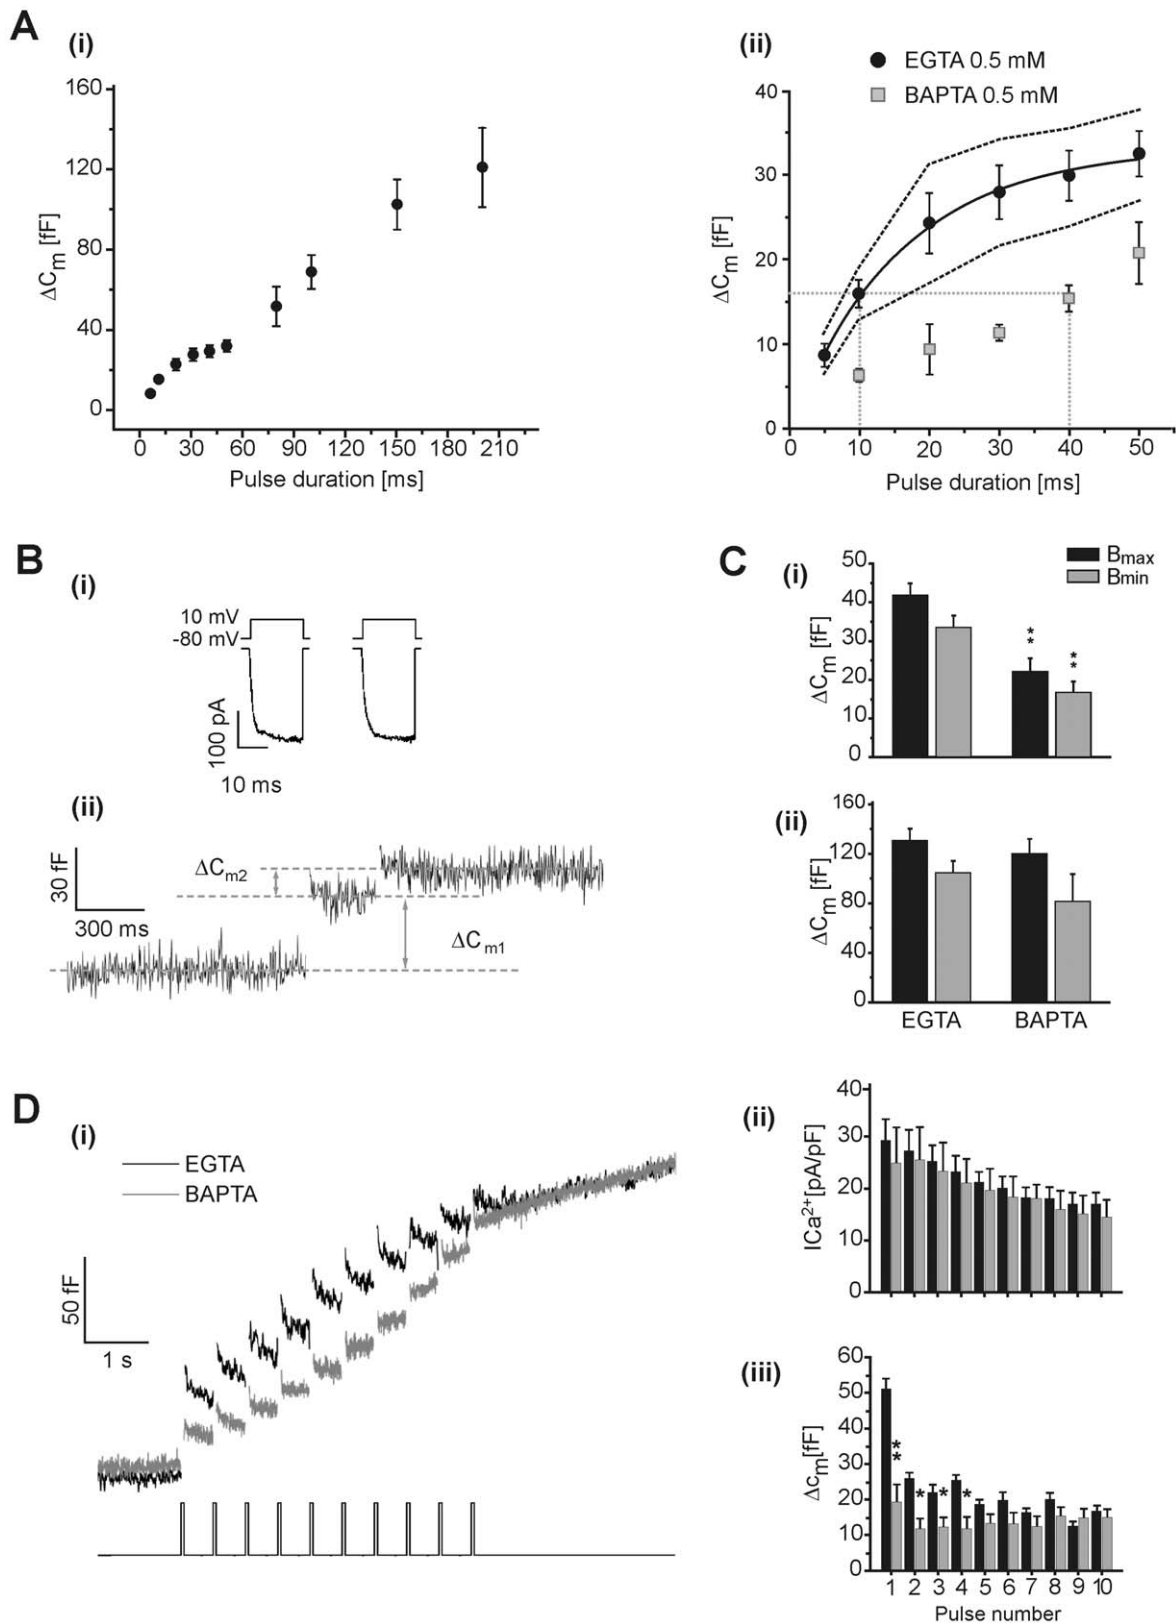 A
(i)
160
120
80
40
0
ΔCm [fF]
0 30 60 90 120 150 180 210
Pulse duration [ms]
(ii)
EGTA 0.5 mM
BAPTA 0.5 mM
40
30
20
10
0
ΔCm [fF]
0 10 20 30 40 50
Pulse duration [ms]
B
(i)
10 mV
-80 mV
100 pA
10 ms
(ii)
30 fF
300 ms
ΔCm2
ΔCm1
C
(i)
Bmax
Bmin
50
40
30
20
10
0
ΔCm [fF]
** **
(ii)
160
120
80
40
0
ΔCm [fF]
EGTA BAPTA
D
(i)
EGTA
BAPTA
50 fF
1 s
(ii)
40
30
20
10
0
ICa2+[pA/pF]
(iii)
60
50
40
30
20
10
0
Δcm[fF]
** * * *
1 2 3 4 5 6 7 8 9 10
Pulse number